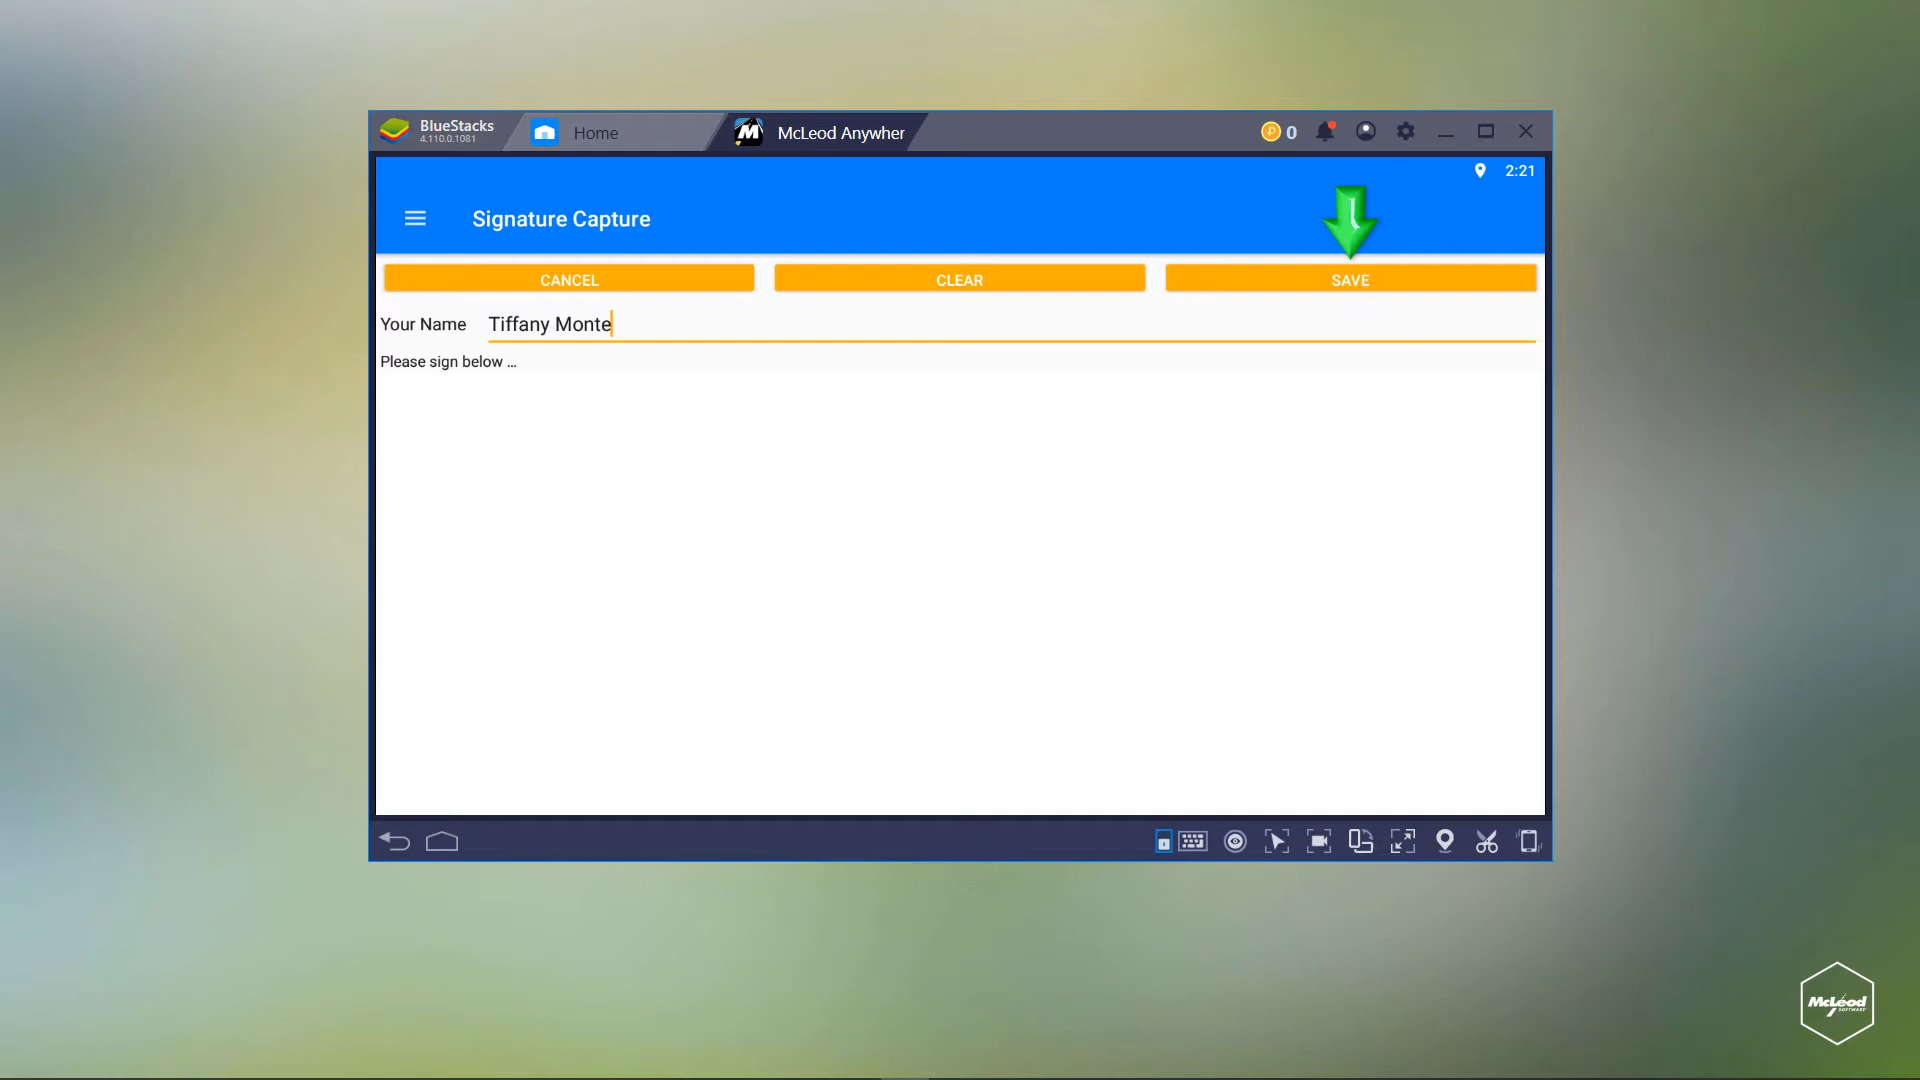 BlueStacks
4.110.0.1081
Home
McLeod Anywher
0
2:21
Signature Capture
CANCEL
CLEAR
SAVE
Your Name
Tiffany Monte
Please sign below ...
McLeod
SOFTWARE